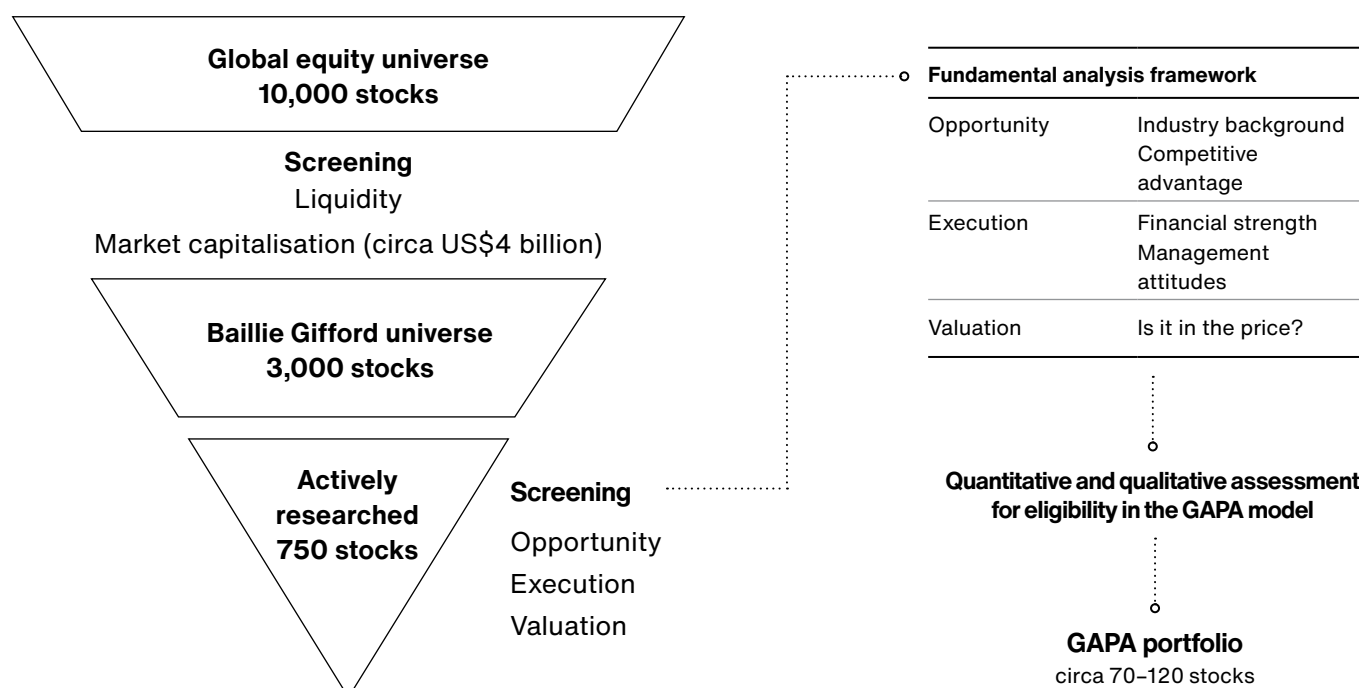 Global equity universe
10,000 stocks
Screening
Liquidity
Market capitalisation (circa US$4 billion)
Baillie Gifford universe
3,000 stocks
Actively
researched
750 stocks
Screening
Opportunity
Execution
Valuation
Fundamental analysis framework
Opportunity
Industry background
Competitive
advantage
Execution
Financial strength
Management
attitudes
Valuation
Is it in the price?
Quantitative and qualitative assessment
for eligibility in the GAPA model
GAPA portfolio
circa 70–120 stocks